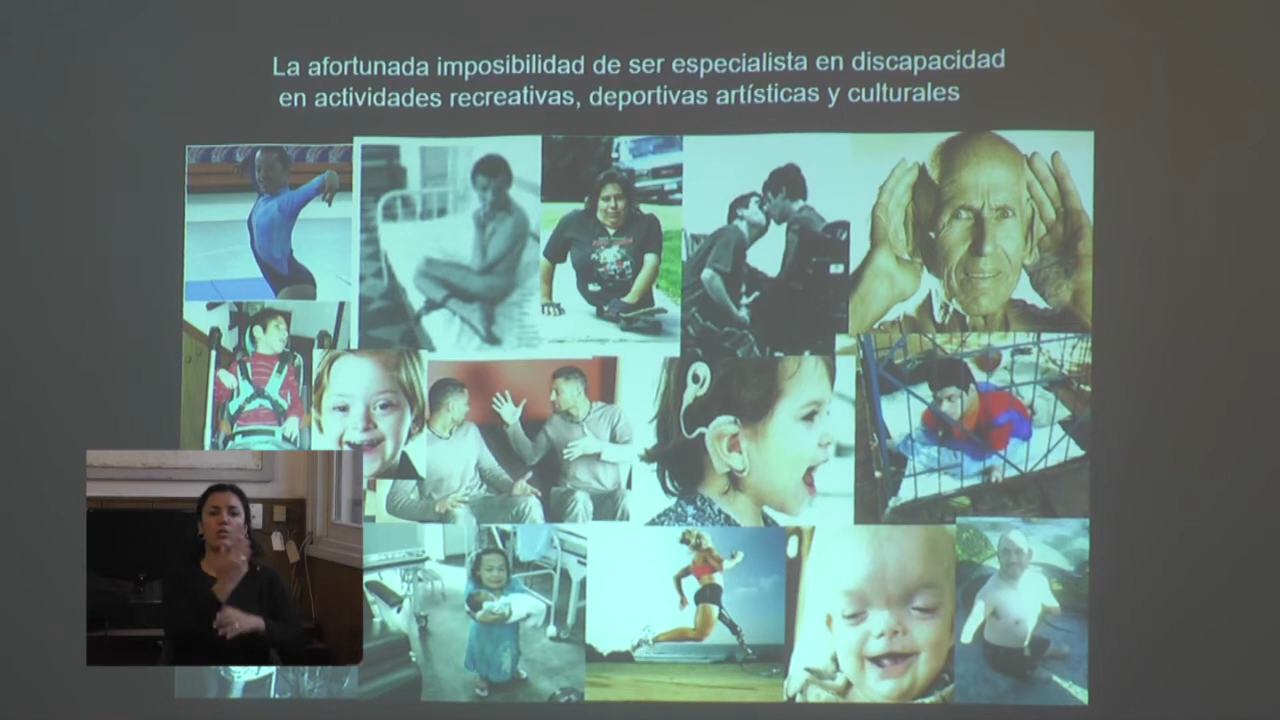 La afortunada imposibilidad de ser especialista en discapacidad
en actividades recreativas, deportivas artísticas y culturales